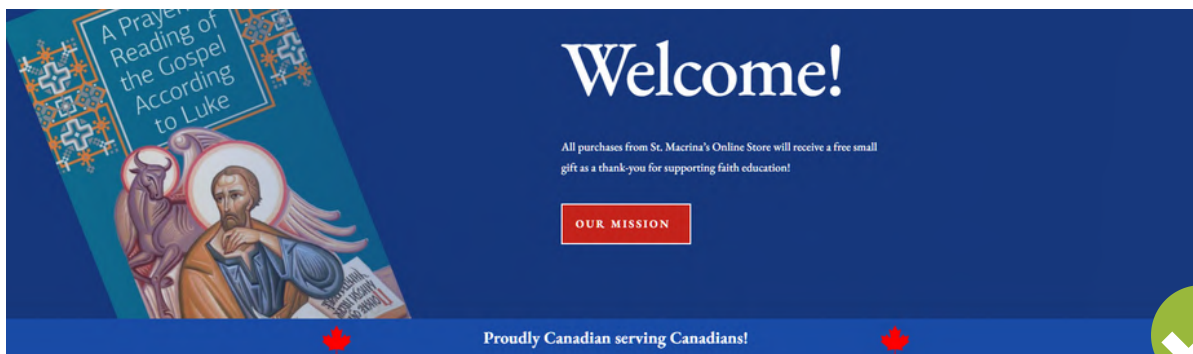 A Prayerful
Reading of
the Gospel
According
to Luke
Welcome!
All purchases from St. Macrina's Online Store will receive a free small
gift as a thank-you for supporting faith education!
OUR MISSION
Proudly Canadian serving Canadians!